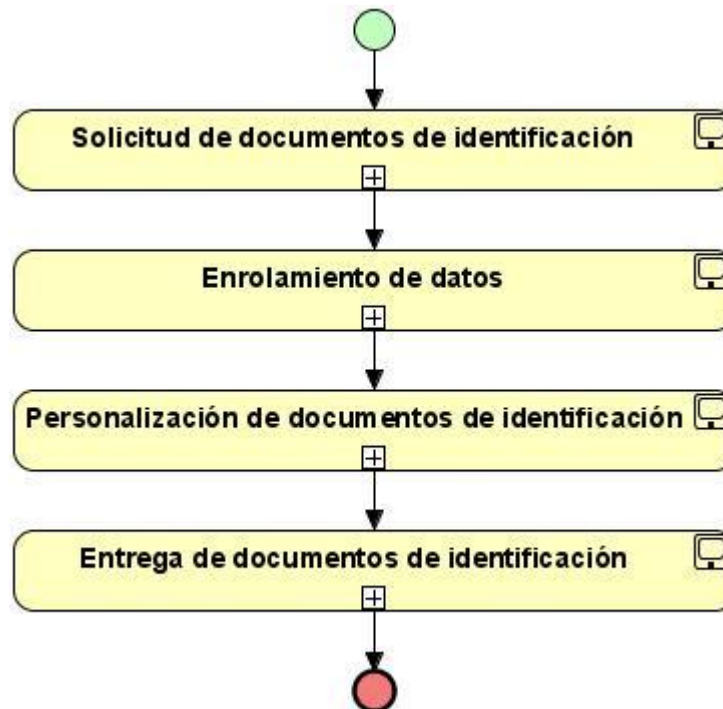 Solicitud de documentos de identificación
Enrolamiento de datos
Personalización de documentos de identificación
Entrega de documentos de identificación